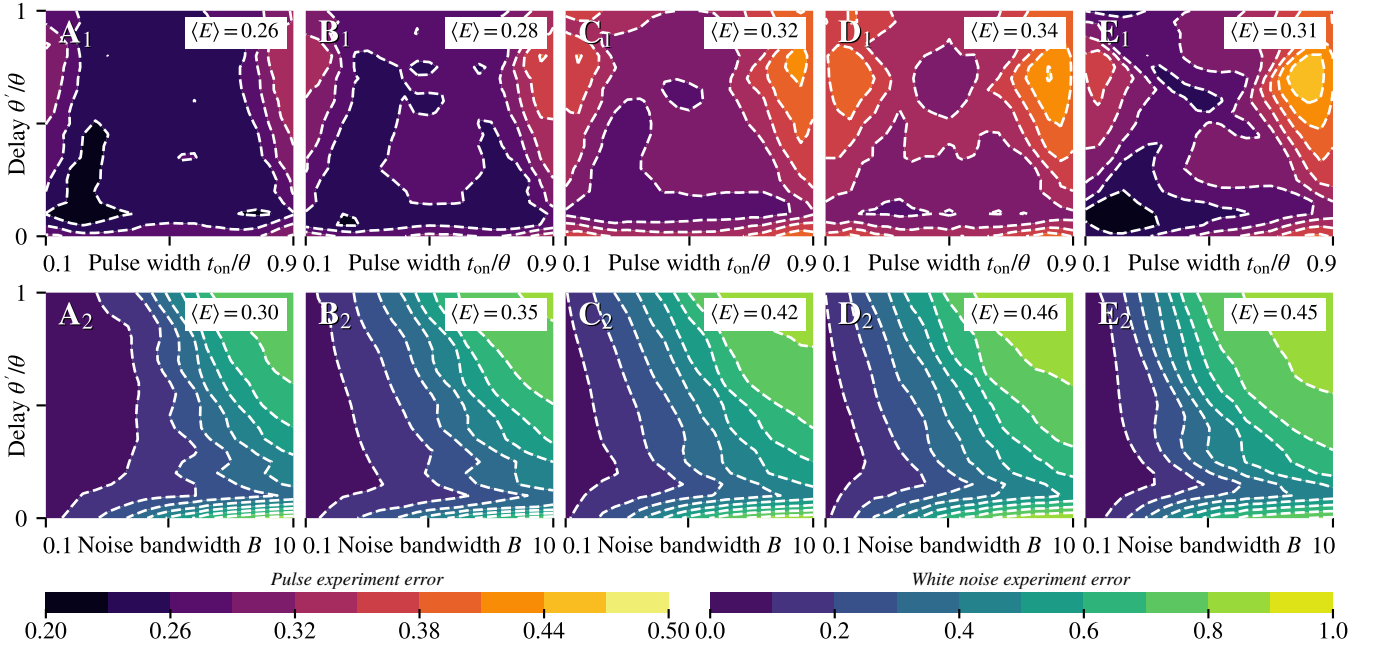 1
Delay θ′/θ
0
A₁
⟨E⟩ = 0.26
B₁
⟨E⟩ = 0.28
C₁
⟨E⟩ = 0.32
D₁
⟨E⟩ = 0.34
E₁
⟨E⟩ = 0.31
0.1 Pulse width tₒₙ/θ 0.9
0.1 Pulse width tₒₙ/θ 0.9
0.1 Pulse width tₒₙ/θ 0.9
0.1 Pulse width tₒₙ/θ 0.9
0.1 Pulse width tₒₙ/θ 0.9
1
Delay θ′/θ
0
A₂
⟨E⟩ = 0.30
B₂
⟨E⟩ = 0.35
C₂
⟨E⟩ = 0.42
D₂
⟨E⟩ = 0.46
E₂
⟨E⟩ = 0.45
0.1 Noise bandwidth B 10
0.1 Noise bandwidth B 10
0.1 Noise bandwidth B 10
0.1 Noise bandwidth B 10
0.1 Noise bandwidth B 10
Pulse experiment error
0.20 0.26 0.32 0.38 0.44 0.50
White noise experiment error
0.0 0.2 0.4 0.6 0.8 1.0